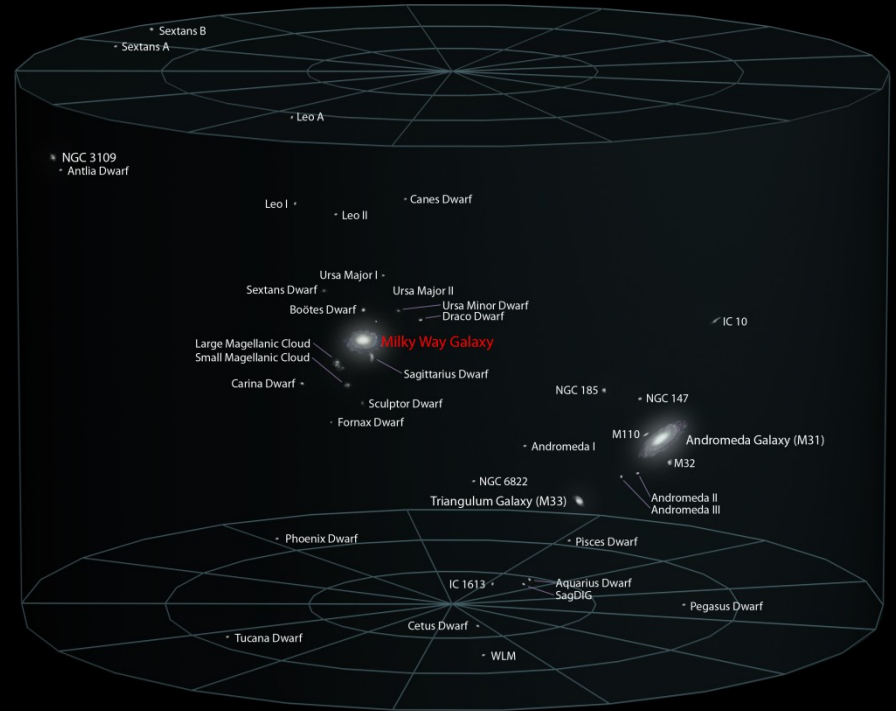 Sextans B
Sextans A
Leo A
NGC 3109
Antlia Dwarf
Canes Dwarf
Leo I
Leo II
Ursa Major I
Sextans Dwarf
Ursa Major II
Boötes Dwarf
Ursa Minor Dwarf
Draco Dwarf
IC 10
Milky Way Galaxy
Large Magellanic Cloud
Small Magellanic Cloud
Sagittarius Dwarf
Carina Dwarf
NGC 185
NGC 147
Sculptor Dwarf
Fornax Dwarf
M110
Andromeda Galaxy (M31)
Andromeda I
M32
NGC 6822
Andromeda II
Triangulum Galaxy (M33)
Andromeda III
Phoenix Dwarf
Pisces Dwarf
IC 1613
Aquarius Dwarf
SagDIG
Pegasus Dwarf
Cetus Dwarf
Tucana Dwarf
WLM